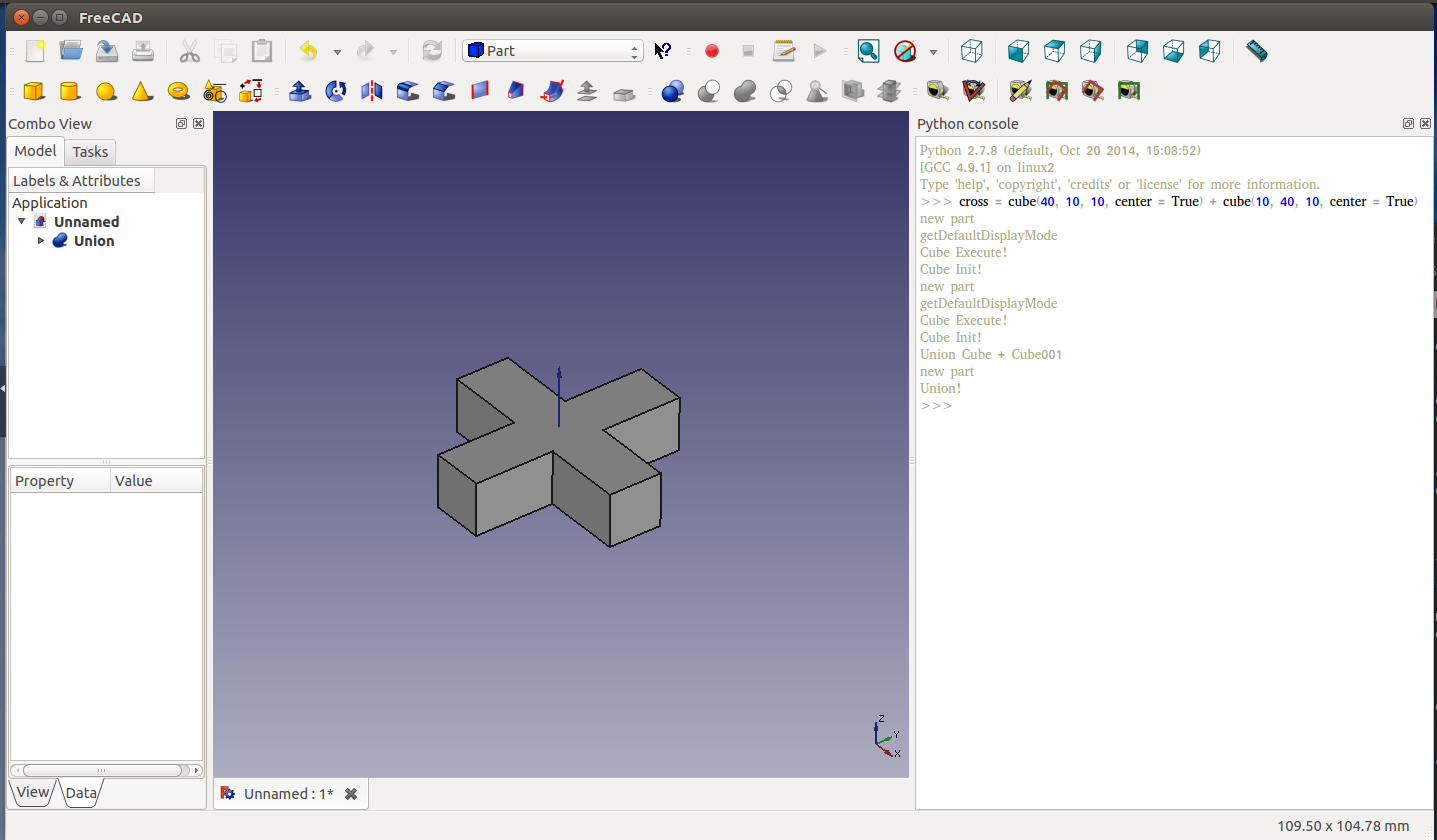 FreeCAD
Part
Combo View
Model
Tasks
Labels & Attributes
Application
Unnamed
Union
Property
Value
View
Data
Z
Y
X
Unnamed : 1*
Python console
Python 2.7.8 (default, Oct 20 2014, 15:08:52)
[GCC 4.9.1] on linux2
Type 'help', 'copyright', 'credits' or 'license' for more information.
>>> cross = cube(40, 10, 10, center = True) + cube(10, 40, 10, center = True)
new part
getDefaultDisplayMode
Cube Execute!
Cube Init!
new part
getDefaultDisplayMode
Cube Execute!
Cube Init!
Union Cube + Cube001
new part
Union!
>>>
109.50 x 104.78 mm